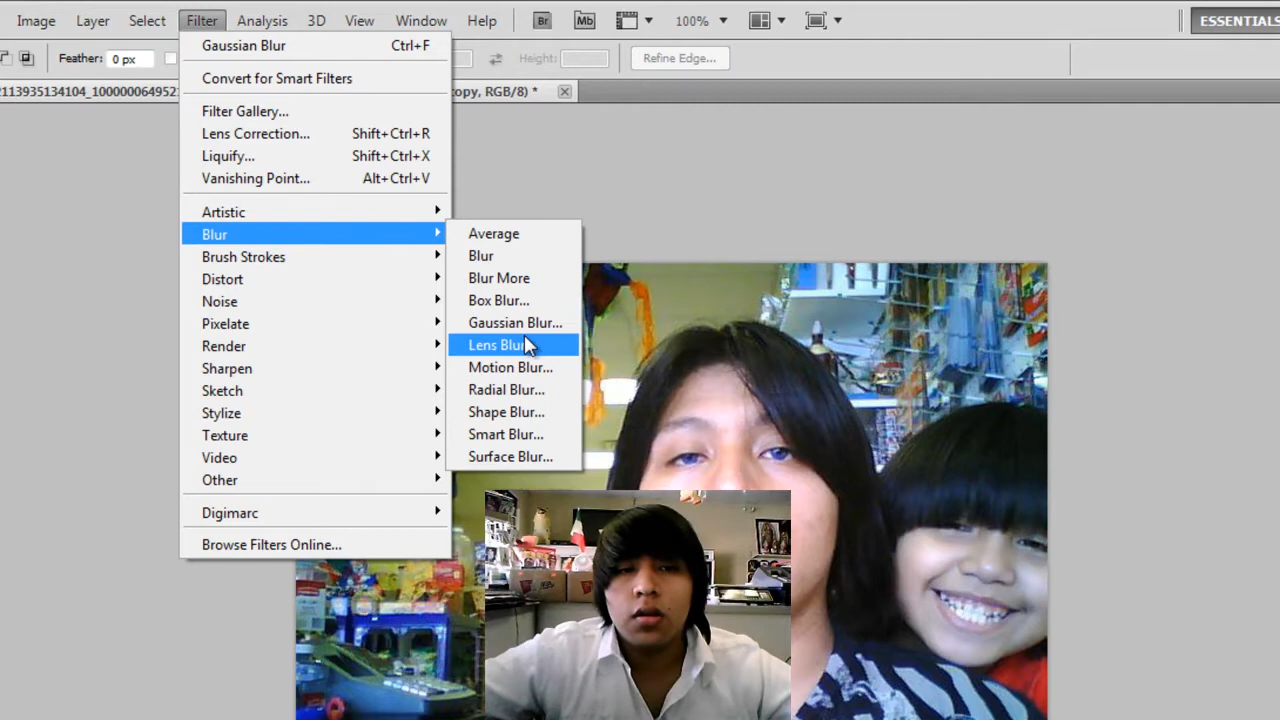 Image Layer Select Filter Analysis 3D View Window Help Br Mb 100% ESSENTIALS
Feather: 0 px Height: Refine Edge...
copy, RGB/8) *
Gaussian Blur Ctrl+F
Convert for Smart Filters
Filter Gallery...
Lens Correction... Shift+Ctrl+R
Liquify... Shift+Ctrl+X
Vanishing Point... Alt+Ctrl+V
Artistic
Blur
Brush Strokes
Distort
Noise
Pixelate
Render
Sharpen
Sketch
Stylize
Texture
Video
Other
Digimarc
Browse Filters Online...
Average
Blur
Blur More
Box Blur...
Gaussian Blur...
Lens Blur
Motion Blur...
Radial Blur...
Shape Blur...
Smart Blur...
Surface Blur...